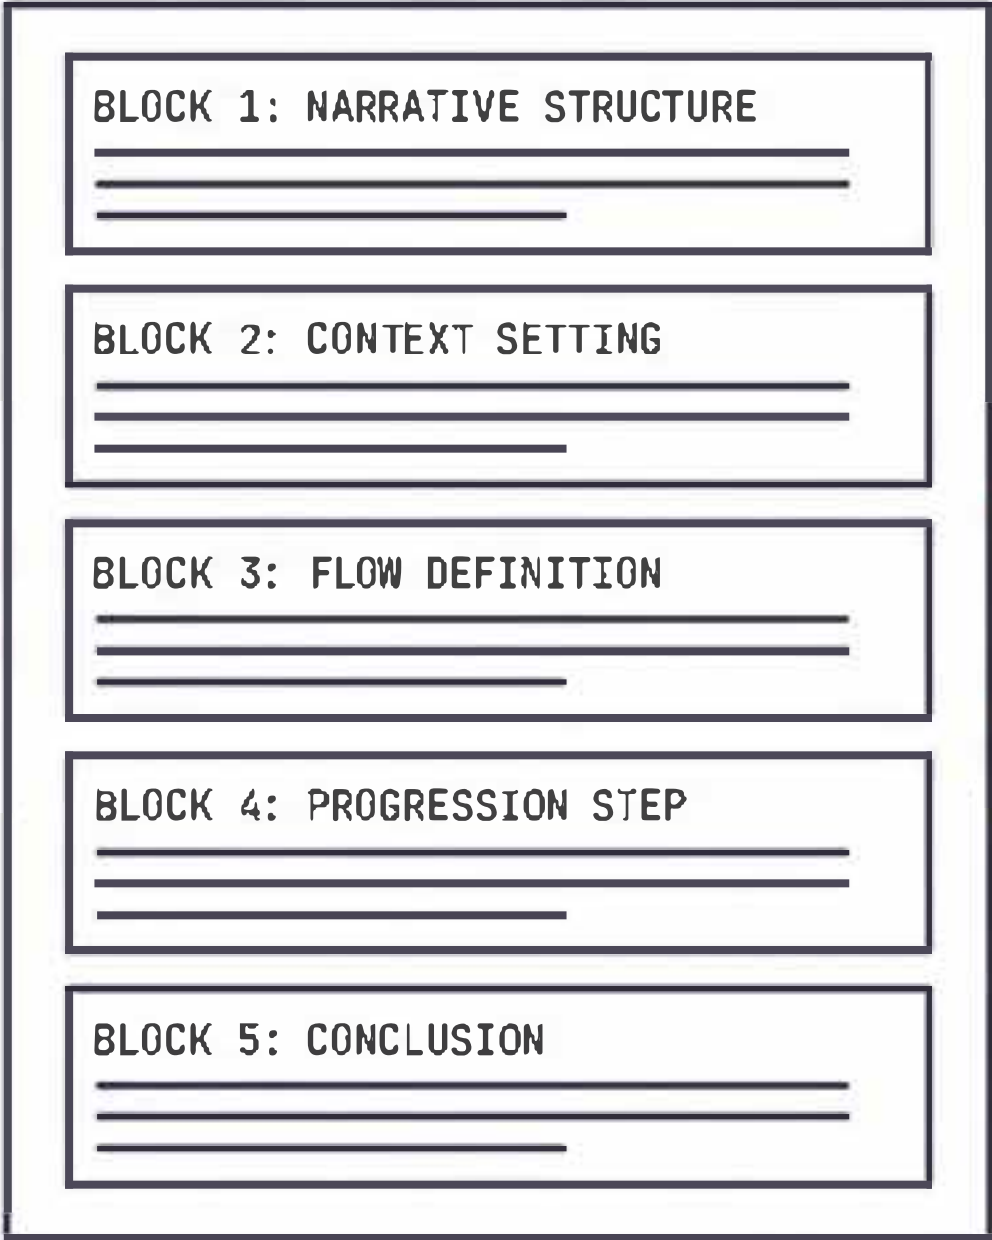 BLOCK 1: NARRATIVE STRUCTURE
BLOCK 2: CONTEXT SETTING
BLOCK 3: FLOW DEFINITION
BLOCK 4: PROGRESSION STEP
BLOCK 5: CONCLUSION